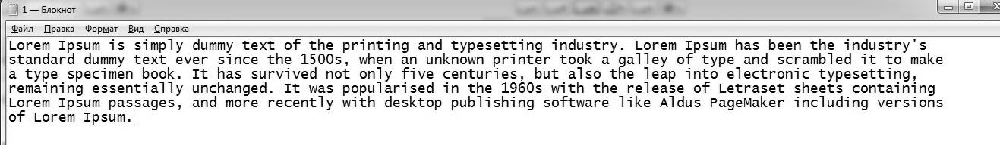 1 — Блокнот
Файл Правка Формат Вид Справка
Lorem Ipsum is simply dummy text of the printing and typesetting industry. Lorem Ipsum has been the industry's
standard dummy text ever since the 1500s, when an unknown printer took a galley of type and scrambled it to make
a type specimen book. It has survived not only five centuries, but also the leap into electronic typesetting,
remaining essentially unchanged. It was popularised in the 1960s with the release of Letraset sheets containing
Lorem Ipsum passages, and more recently with desktop publishing software like Aldus PageMaker including versions
of Lorem Ipsum.